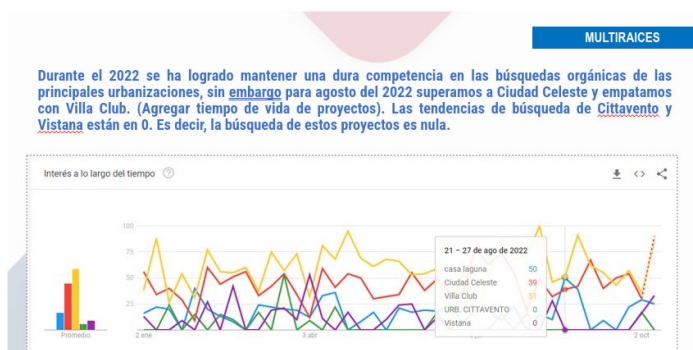 MULTIRAICES
Durante el 2022 se ha logrado mantener una dura competencia en las búsquedas orgánicas de las
principales urbanizaciones, sin embargo para agosto del 2022 superamos a Ciudad Celeste y empatamos
con Villa Club. (Agregar tiempo de vida de proyectos). Las tendencias de búsqueda de Cittavento y
Vistana están en 0. Es decir, la búsqueda de estos proyectos es nula.
Interés a lo largo del tiempo
100
75
50
25
21 – 27 de ago de 2022
casa laguna 50
Ciudad Celeste 39
Villa Club 51
URB. CITTAVENTO 0
Vistana 0
Promedio
2 ene
3 abr
2 oct